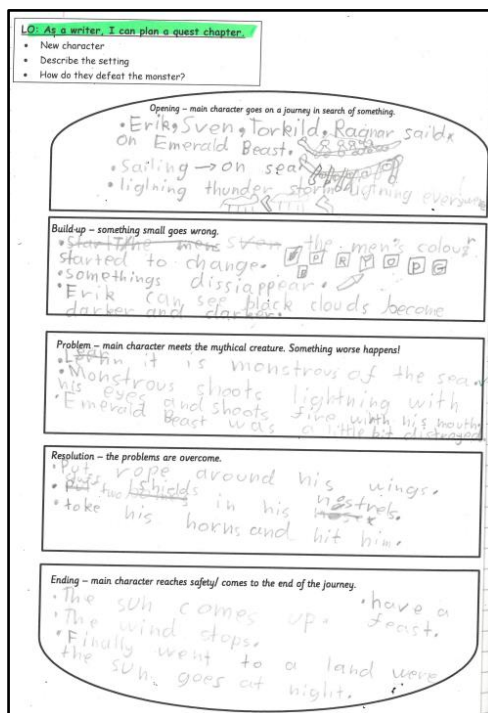 LO: As a writer, I can plan a quest chapter.
• New character
• Describe the setting
• How do they defeat the monster?
Opening – main character goes on a journey in search of something.
• Erik, Sven, Torkild, Ragnar saild
on Emerald Beast.
• Sailing → on sea
• ligning thunder storm ligtining
Build-up – something small goes wrong.
the men's colour
started to change.
B P R Y O P G
• somethings dissiappear.
• Erik can see black clouds become
darker and darker.
Problem – main character meets the mythical creature. Something worse happens!
it is monstrous of the sea.
• Monstrous shoots lightning with
his eyes and shoots fire with his mouth
• Emerald Beast was a little bit distroyed
Resolution – the problems are overcome.
• Put rope around his wings.
• Put two shields in his nostrels.
• take his horns and hit him.
Ending – main character reaches safety/ comes to the end of the journey.
• The sun comes up. • have a
• The wind stops. feast.
• Finally went to a land were
the sun goes at night.